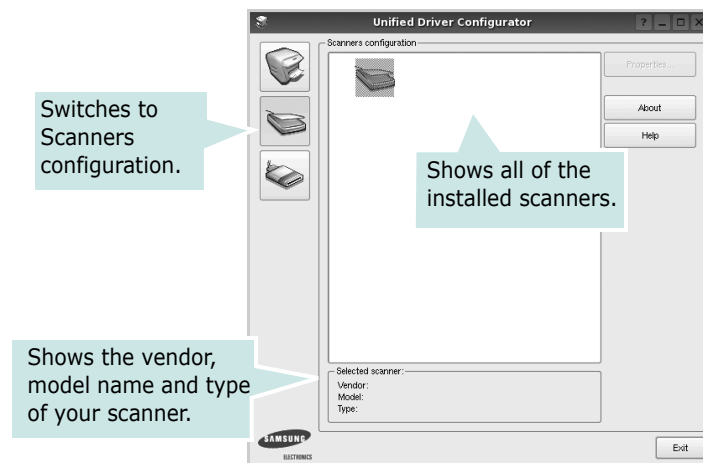 Unified Driver Configurator
Scanners configuration
Properties...
About
Help
Switches to
Scanners
configuration.
Shows all of the
installed scanners.
Shows the vendor,
model name and type
of your scanner.
Selected scanner:
Vendor:
Model:
Type:
SAMSUNG
ELECTRONICS
Exit